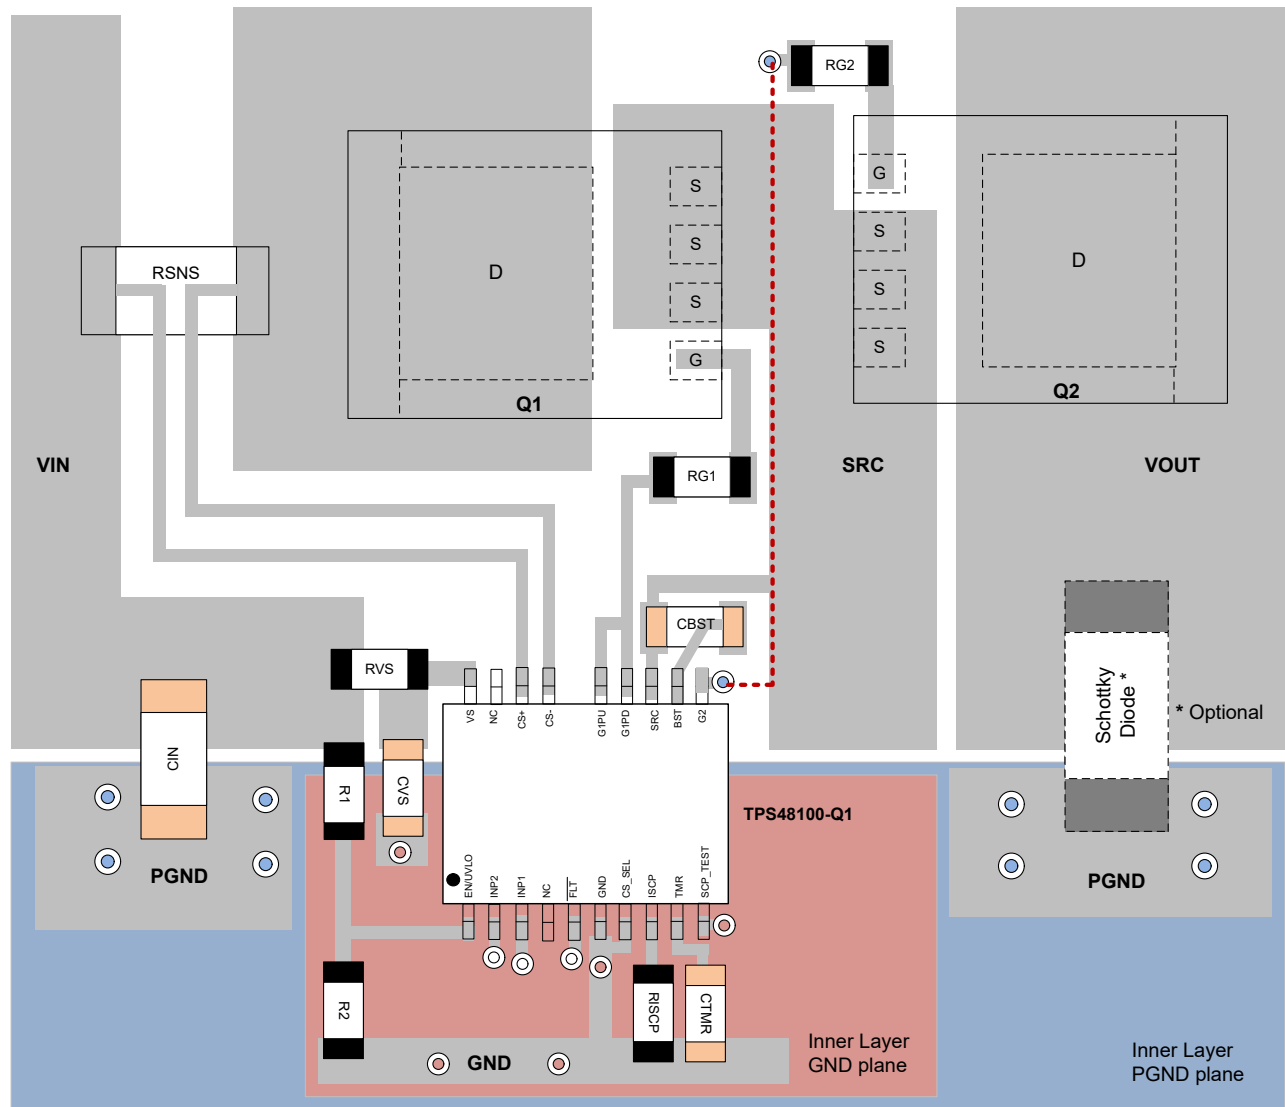 RG2
G
S
S
S
S
S
S
G
RSNS
D
D
Q1
Q2
VIN
RG1
SRC
VOUT
CBST
RVS
VS
NC
CS+
CS-
G1PU
G1PD
SRC
BST
G2
Schottky
Diode *
* Optional
CIN
R1
CVS
TPS48100-Q1
PGND
PGND
EN/UVLO
INP2
INP1
NC
FLT
GND
CS_SEL
ISCP
TMR
SCP_TEST
R2
RISCP
CTMR
GND
Inner Layer
GND plane
Inner Layer
PGND plane